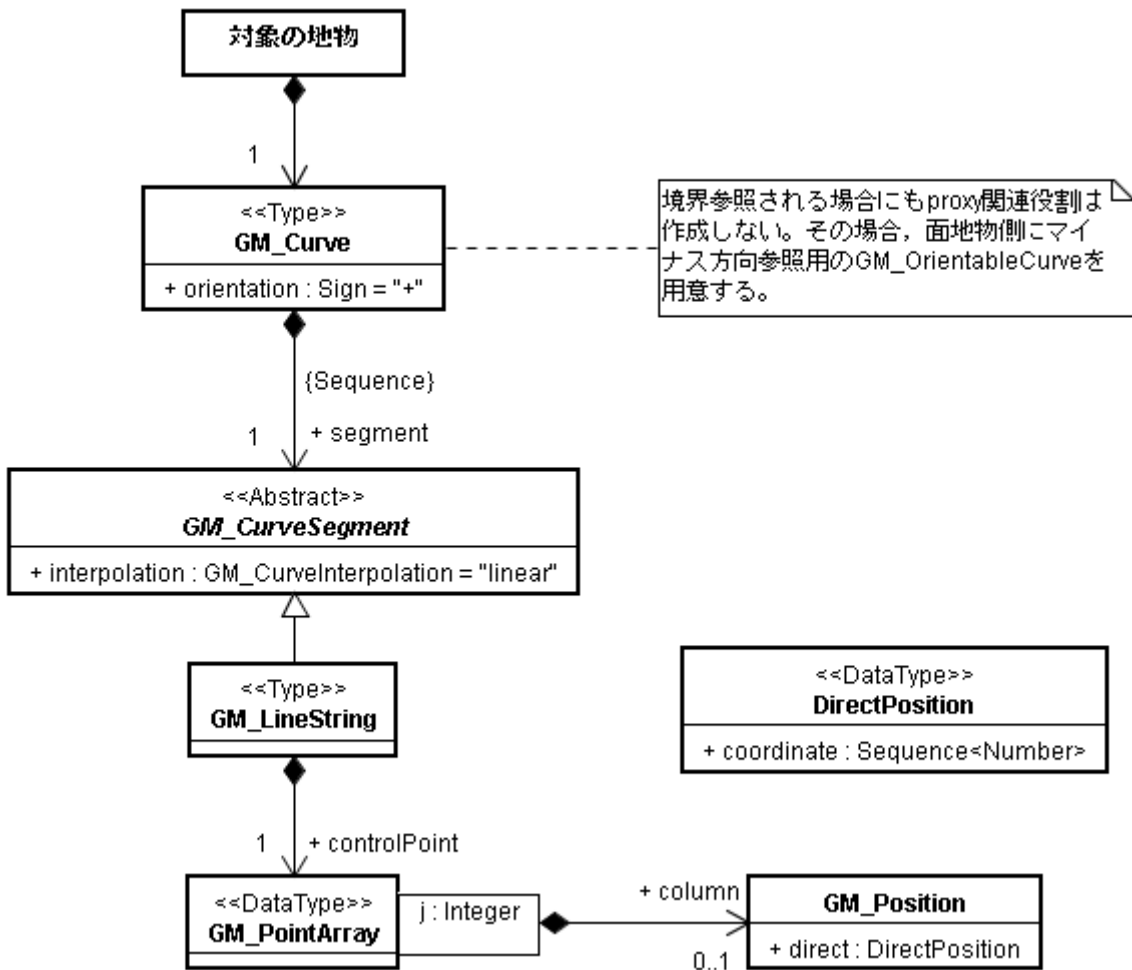 対象の地物
1
<<Type>>
GM_Curve
+ orientation : Sign = "+"
境界参照される場合にもproxy関連役割は
作成しない。その場合，面地物側にマイ
ナス方向参照用のGM_OrientableCurveを
用意する。
{Sequence}
1
+ segment
<<Abstract>>
GM_CurveSegment
+ interpolation : GM_CurveInterpolation = "linear"
<<Type>>
GM_LineString
<<DataType>>
DirectPosition
+ coordinate : Sequence<Number>
1
+ controlPoint
<<DataType>>
GM_PointArray
j : Integer
+ column
0..1
GM_Position
+ direct : DirectPosition